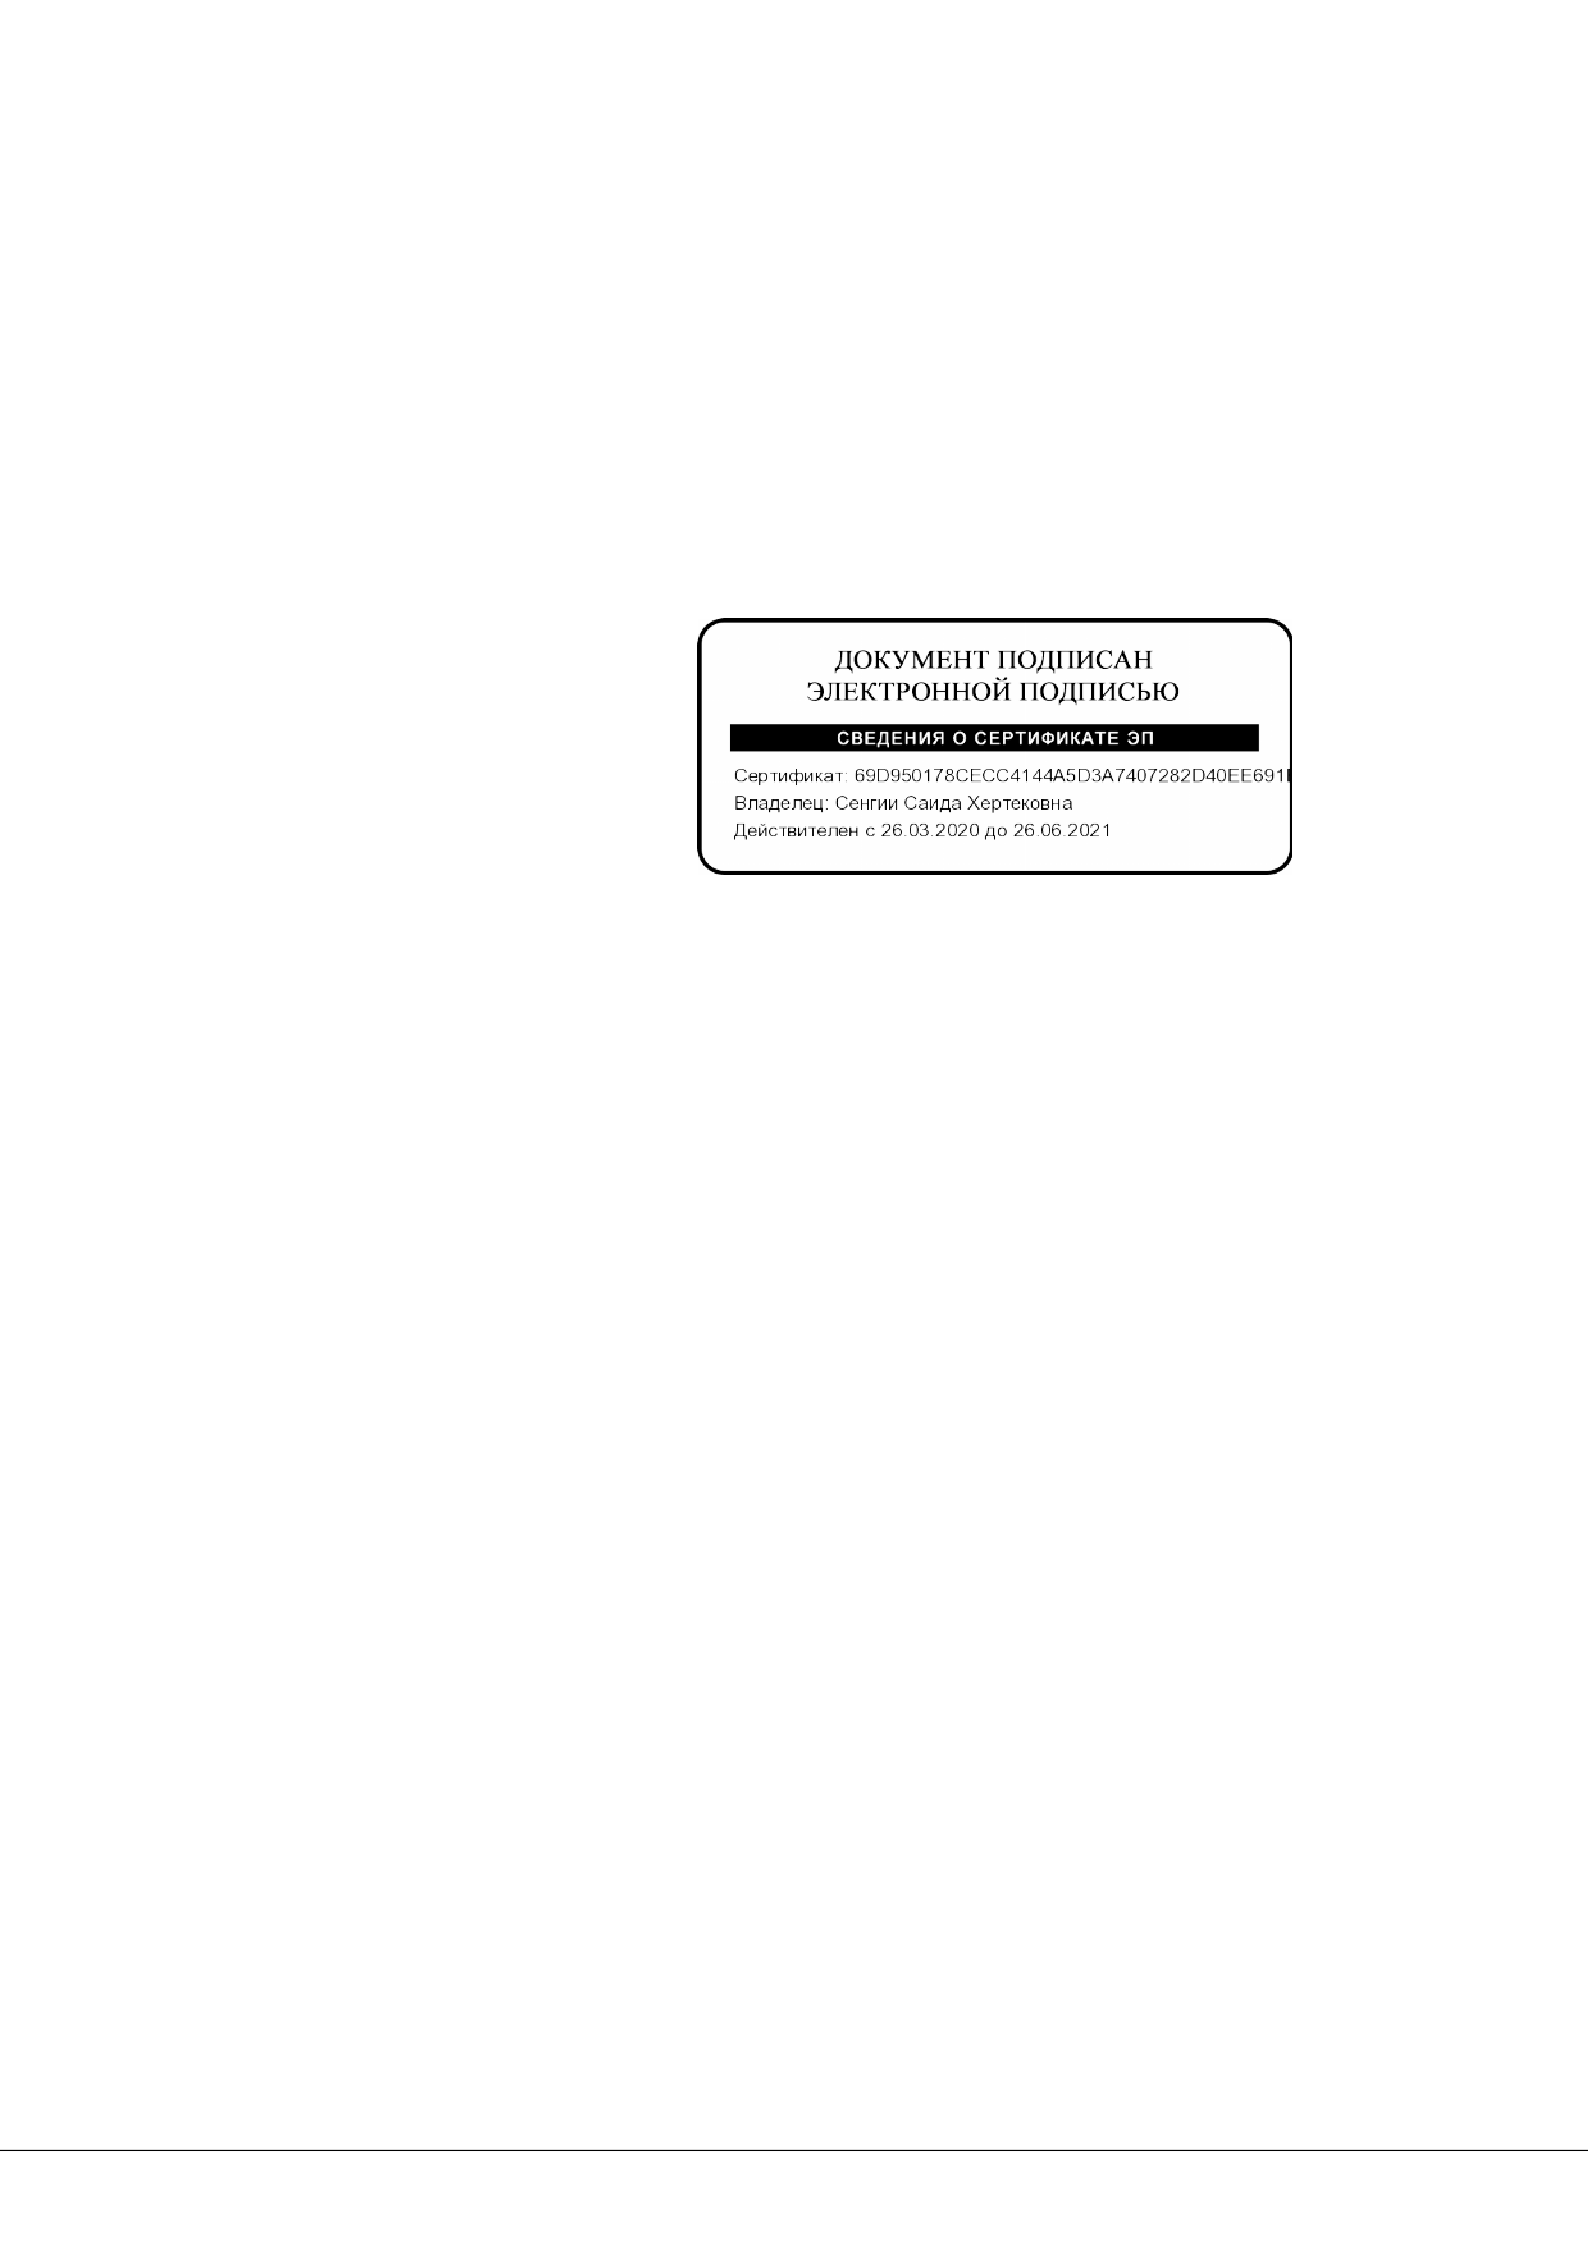 ДОКУМЕНТ ПОДПИСАН
ЭЛЕКТРОННОЙ ПОДПИСЬЮ
СВЕДЕНИЯ О СЕРТИФИКАТЕ ЭП
Сертификат: 69D950178CECC4144A5D3A7407282D40EE691
Владелец: Сенгии Саида Хертековна
Действителен с 26.03.2020 до 26.06.2021